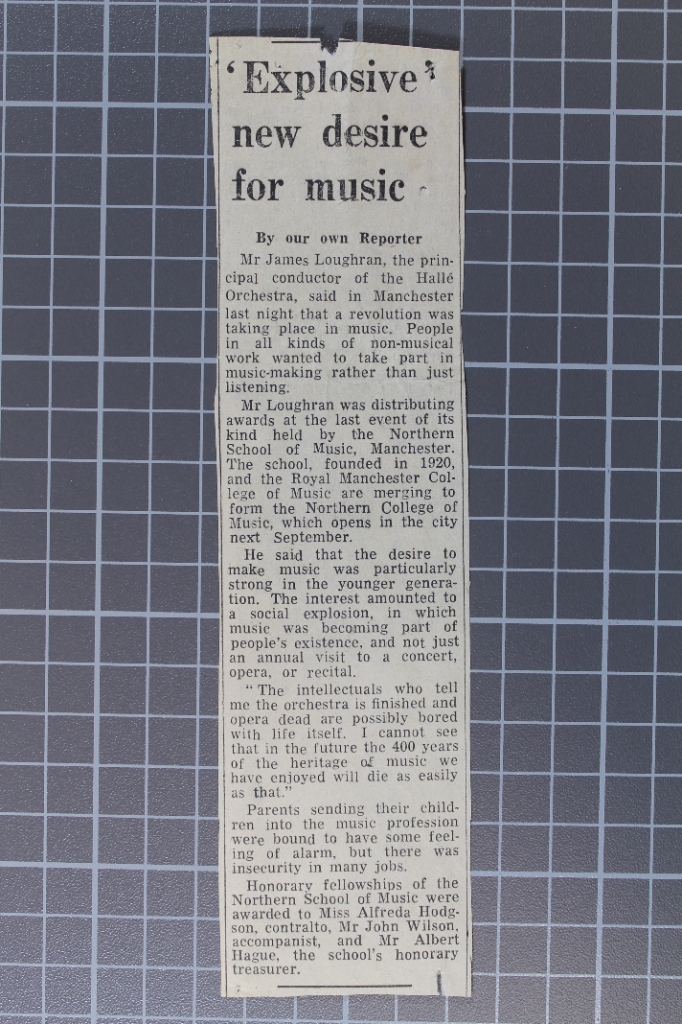 ‘Explosive’
new desire
for music
By our own Reporter
Mr James Loughran, the prin-
cipal conductor of the Hallé
Orchestra, said in Manchester
last night that a revolution was
taking place in music. People
in all kinds of non-musical
work wanted to take part in
music-making rather than just
listening.
Mr Loughran was distributing
awards at the last event of its
kind held by the Northern
School of Music, Manchester.
The school, founded in 1920,
and the Royal Manchester Col-
lege of Music are merging to
form the Northern College of
Music, which opens in the city
next September.
He said that the desire to
make music was particularly
strong in the younger genera-
tion. The interest amounted to
a social explosion, in which
music was becoming part of
people's existence, and not just
an annual visit to a concert,
opera, or recital.
“The intellectuals who tell
me the orchestra is finished and
opera dead are possibly bored
with life itself. I cannot see
that in the future the 400 years
of the heritage of music we
have enjoyed will die as easily
as that.”
Parents sending their child-
ren into the music profession
were bound to have some feel-
ing of alarm, but there was
insecurity in many jobs.
Honorary fellowships of the
Northern School of Music were
awarded to Miss Alfreda Hodg-
son, contralto, Mr John Wilson,
accompanist, and Mr Albert
Hague, the school's honorary
treasurer.